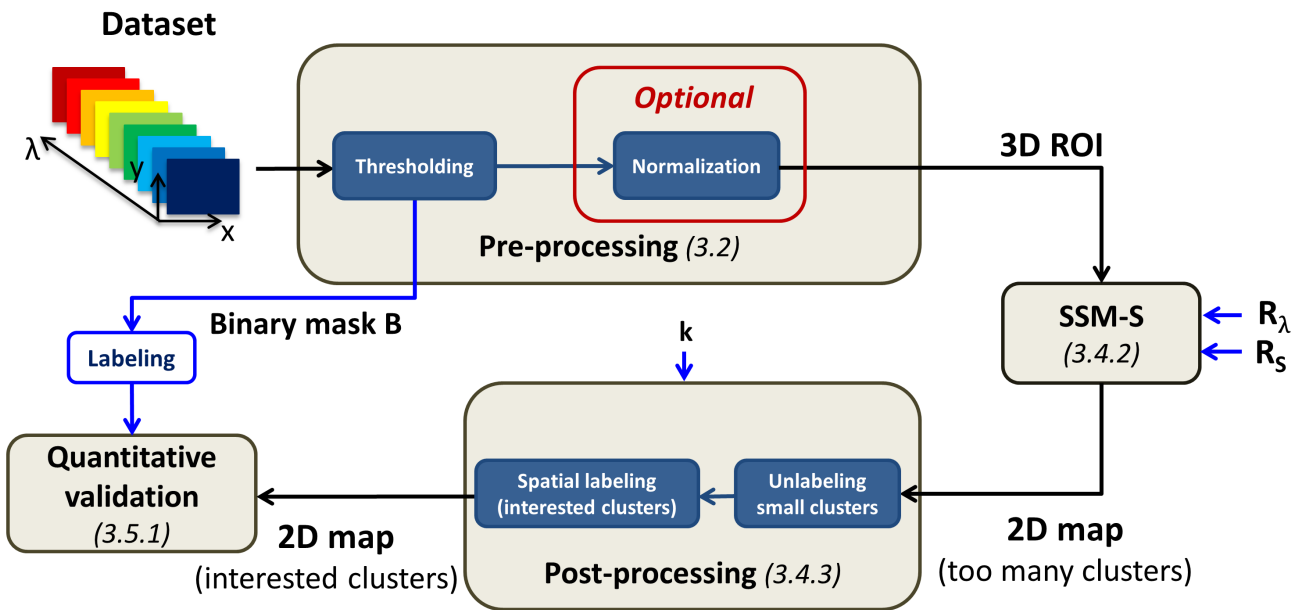 Dataset
λ
y
x
Optional
Thresholding
Normalization
Pre-processing (3.2)
3D ROI
Binary mask B
Labeling
k
SSM-S
(3.4.2)
Rλ
RS
Quantitative
validation
(3.5.1)
2D map
(interested clusters)
Spatial labeling
(interested clusters)
Unlabeling
small clusters
Post-processing (3.4.3)
2D map
(too many clusters)